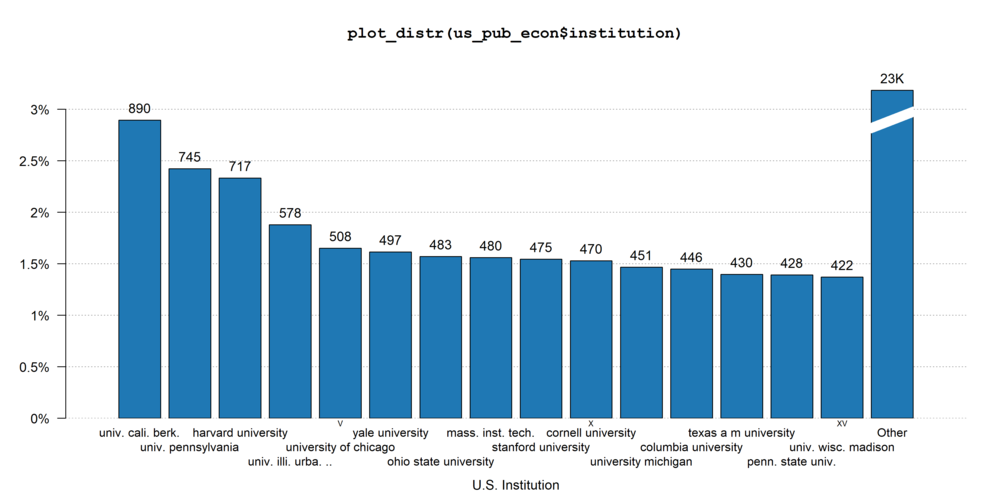 plot_distr(us_pub_econ$institution)
23K
890
3%
745
717
2.5%
578
2%
508
497
483
480
475
470
451
446
430
428
422
1.5%
1%
0.5%
0%
V
X
XV
univ. cali. berk. harvard university yale university mass. inst. tech. cornell university texas a m university Other
univ. pennsylvania university of chicago stanford university columbia university univ. wisc. madison
univ. illi. urba. .. ohio state university university michigan penn. state univ.
U.S. Institution